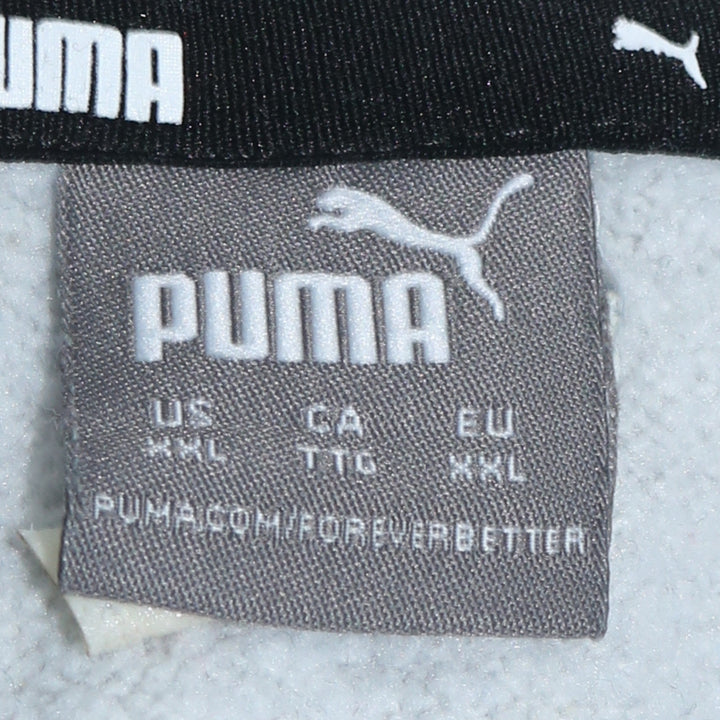 PUMA
PUMA
US CA EU
XXL TTG XXL
PUMA.COM/FOREVERBETTER